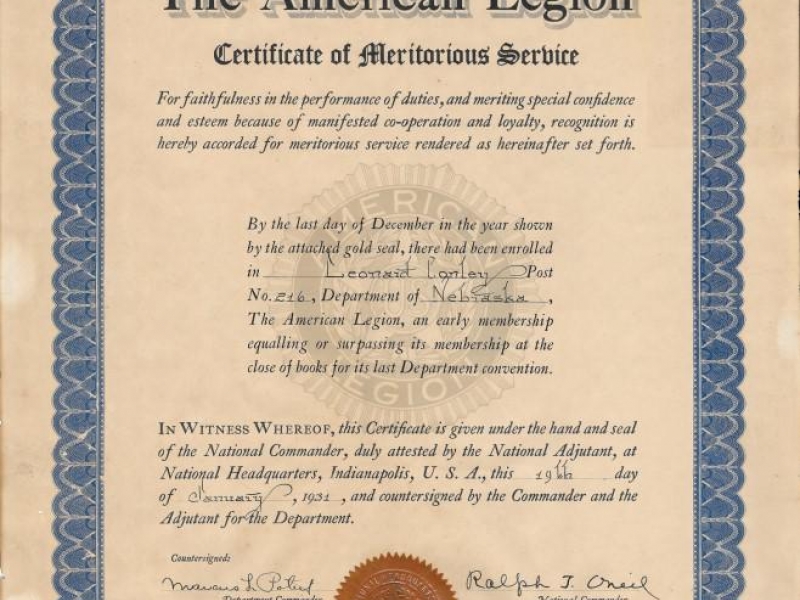 The American Legion
Certificate of Meritorious Service
For faithfulness in the performance of duties, and meriting special confidence
and esteem because of manifested co-operation and loyalty, recognition is
hereby accorded for meritorious service rendered as hereinafter set forth.
By the last day of December in the year shown
by the attached gold seal, there had been enrolled
in Leonard Conley Post
No. 216, Department of Nebraska,
The American Legion, an early membership
equalling or surpassing its membership at the
close of books for its last Department convention.
IN WITNESS WHEREOF, this Certificate is given under the hand and seal
of the National Commander, duly attested by the National Adjutant, at
National Headquarters, Indianapolis, U. S. A., this 19th day
of January, 1931, and countersigned by the Commander and the
Adjutant for the Department.
Countersigned:
Ralph T. Oneil
Department Commander
National Commander
AMERICAN
LEGION